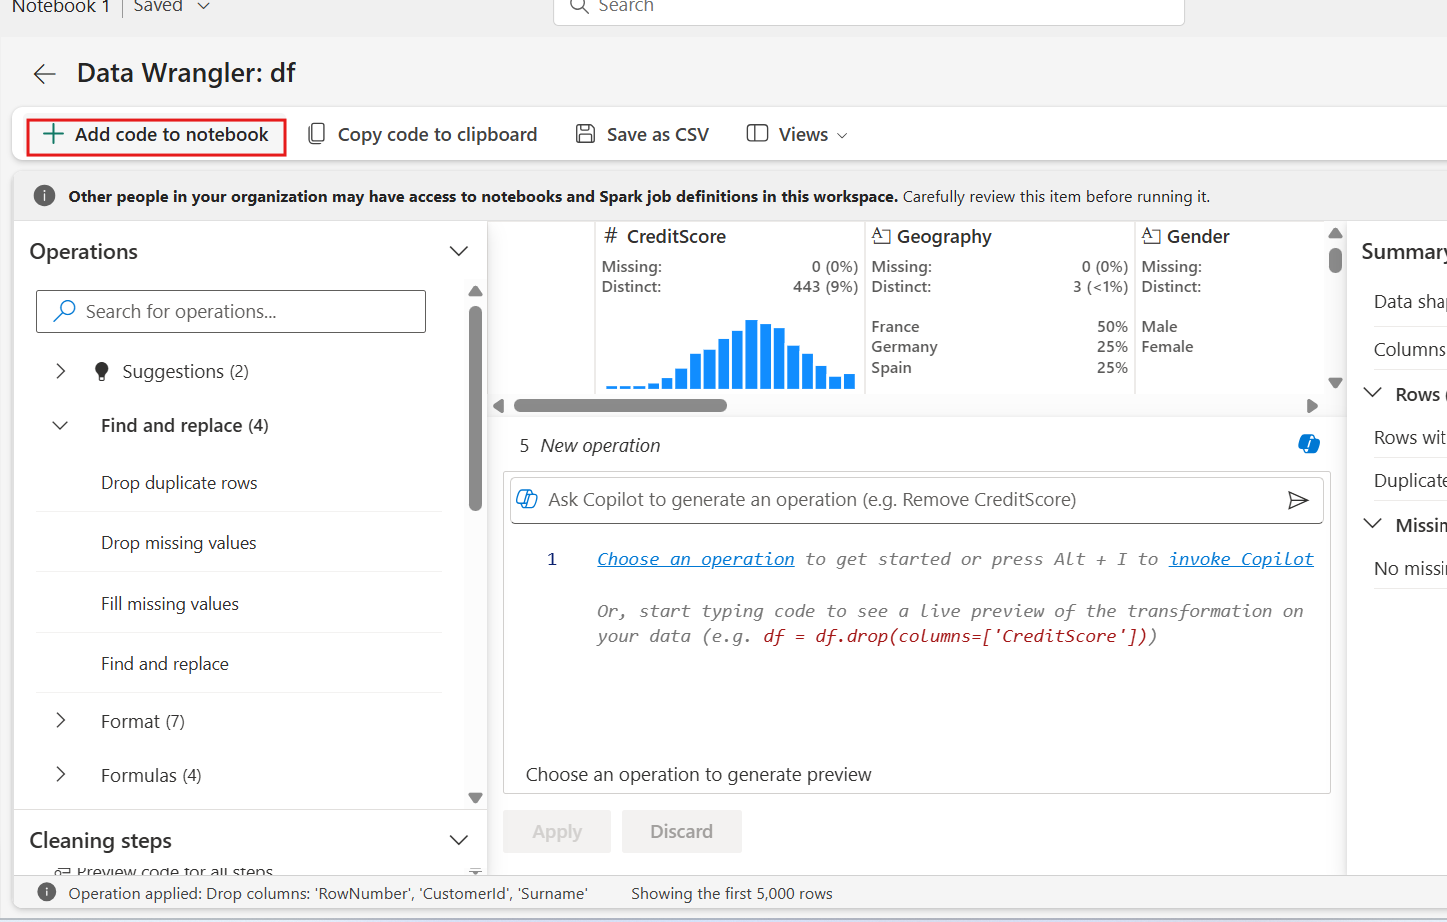 Notebook 1 | Saved
Search
Data Wrangler: df
Add code to notebook
Copy code to clipboard
Save as CSV
Views
Other people in your organization may have access to notebooks and Spark job definitions in this workspace. Carefully review this item before running it.
Operations
Search for operations...
Suggestions (2)
Find and replace (4)
Drop duplicate rows
Drop missing values
Fill missing values
Find and replace
Format (7)
Formulas (4)
Cleaning steps
Preview code for all steps
# CreditScore
Missing: 0 (0%)
Distinct: 443 (9%)
Geography
Missing: 0 (0%)
Distinct: 3 (<1%)
France 50%
Germany 25%
Spain 25%
Gender
Missing:
Distinct:
Male
Female
5 New operation
Ask Copilot to generate an operation (e.g. Remove CreditScore)
1 Choose an operation to get started or press Alt + I to invoke Copilot
Or, start typing code to see a live preview of the transformation on
your data (e.g. df = df.drop(columns=['CreditScore']))
Choose an operation to generate preview
Apply
Discard
Summary
Data sha
Columns
Rows (
Rows wit
Duplicate
Missin
No missi
Operation applied: Drop columns: 'RowNumber', 'CustomerId', 'Surname'
Showing the first 5,000 rows